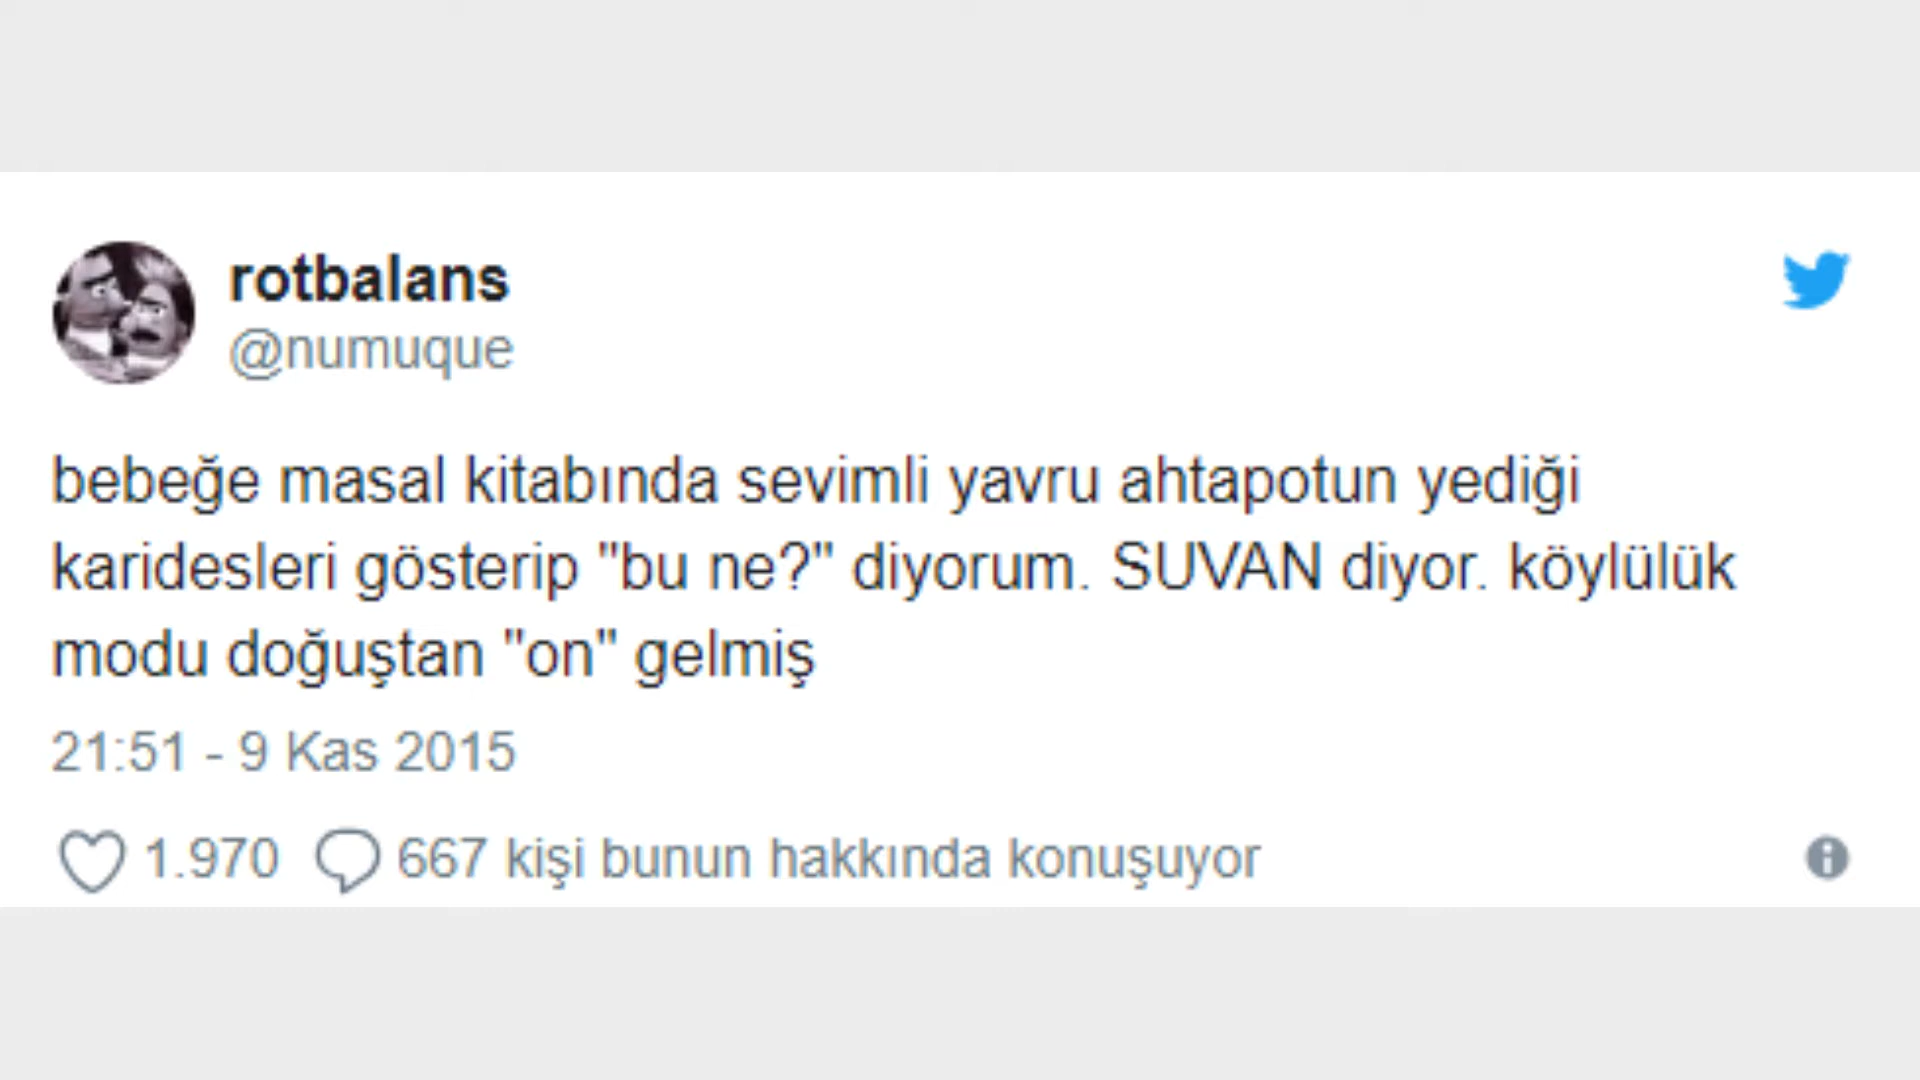 rotbalans
@numuque
bebeğe masal kitabında sevimli yavru ahtapotun yediği
karidesleri gösterip "bu ne?" diyorum. SUVAN diyor. köylülük
modu doğuştan "on" gelmiş
21:51 - 9 Kas 2015
1.970 667 kişi bunun hakkında konuşuyor